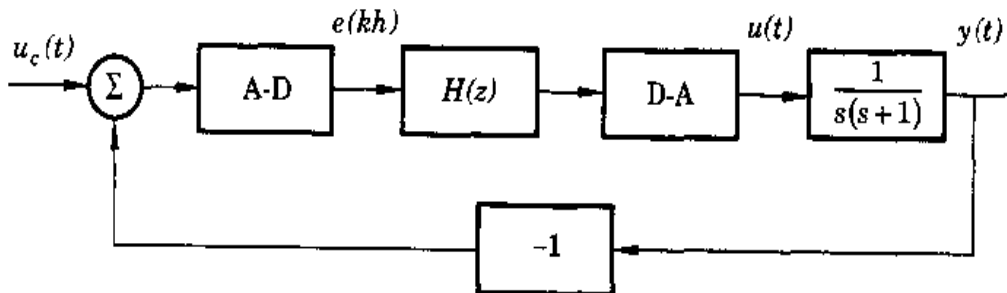 e(kh)
u(t)
y(t)
u_c(t)
Σ
A-D
H(z)
D-A
1
s(s+1)
-1